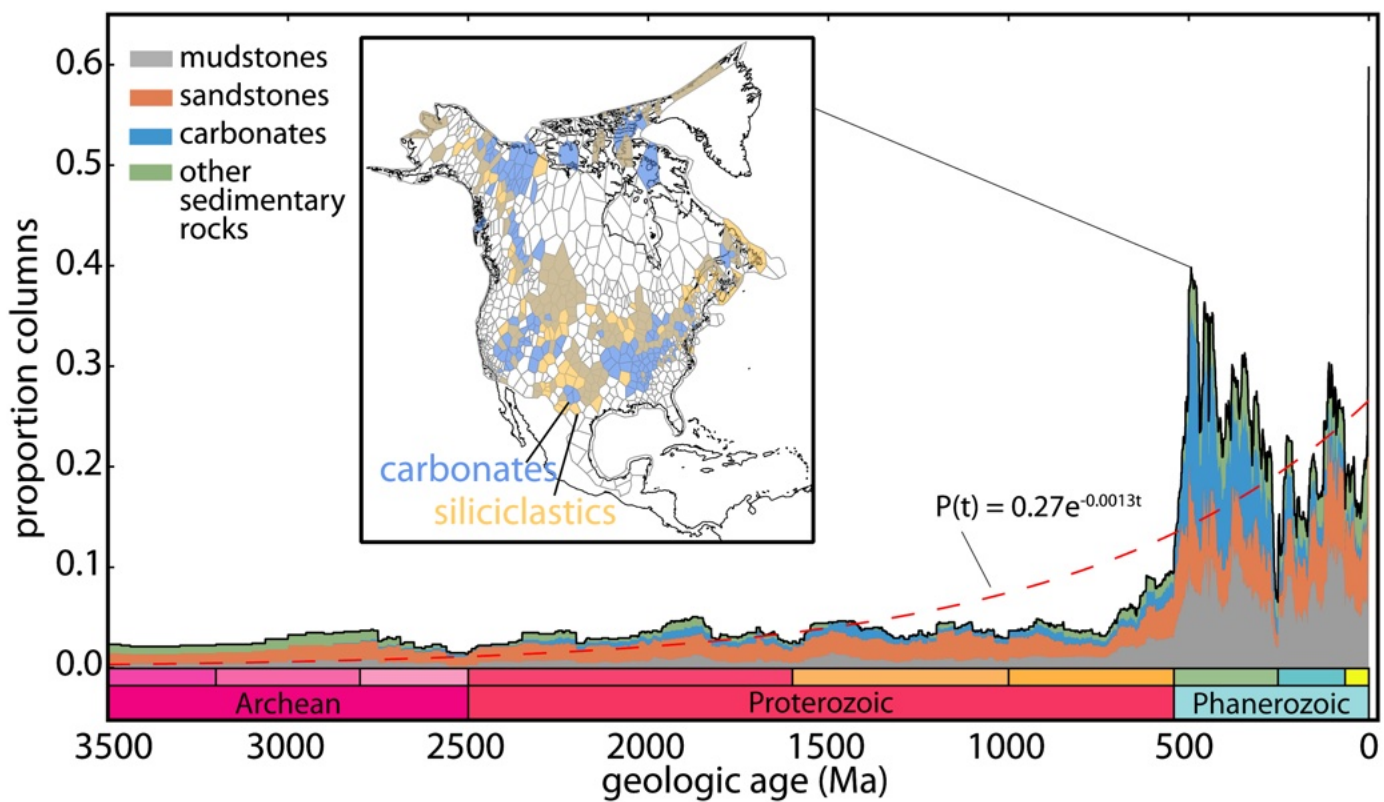 0.6
0.5
0.4
0.3
0.2
0.1
0.0
proportion columns
mudstones
sandstones
carbonates
other
sedimentary
rocks
carbonates
siliciclastics
P(t) = 0.27e^-0.0013t
Archean
Proterozoic
Phanerozoic
3500 3000 2500 2000 1500 1000 500 0
geologic age (Ma)